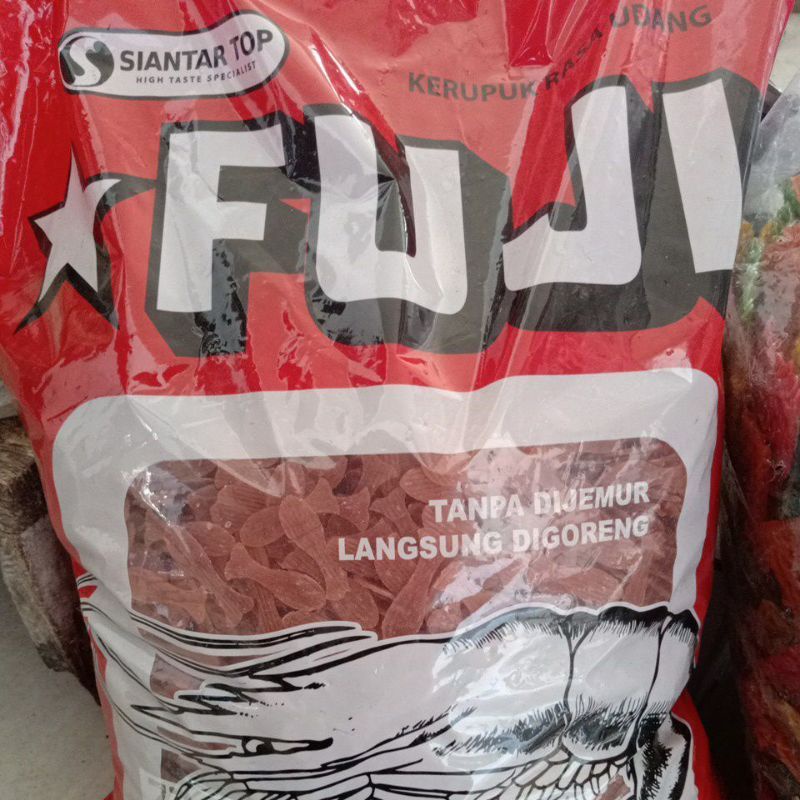 SIANTAR TOP
HIGH TASTE SPECIALIST
KERUPUK RASA UDANG
FUJI
TANPA DIJEMUR
LANGSUNG DIGORENG